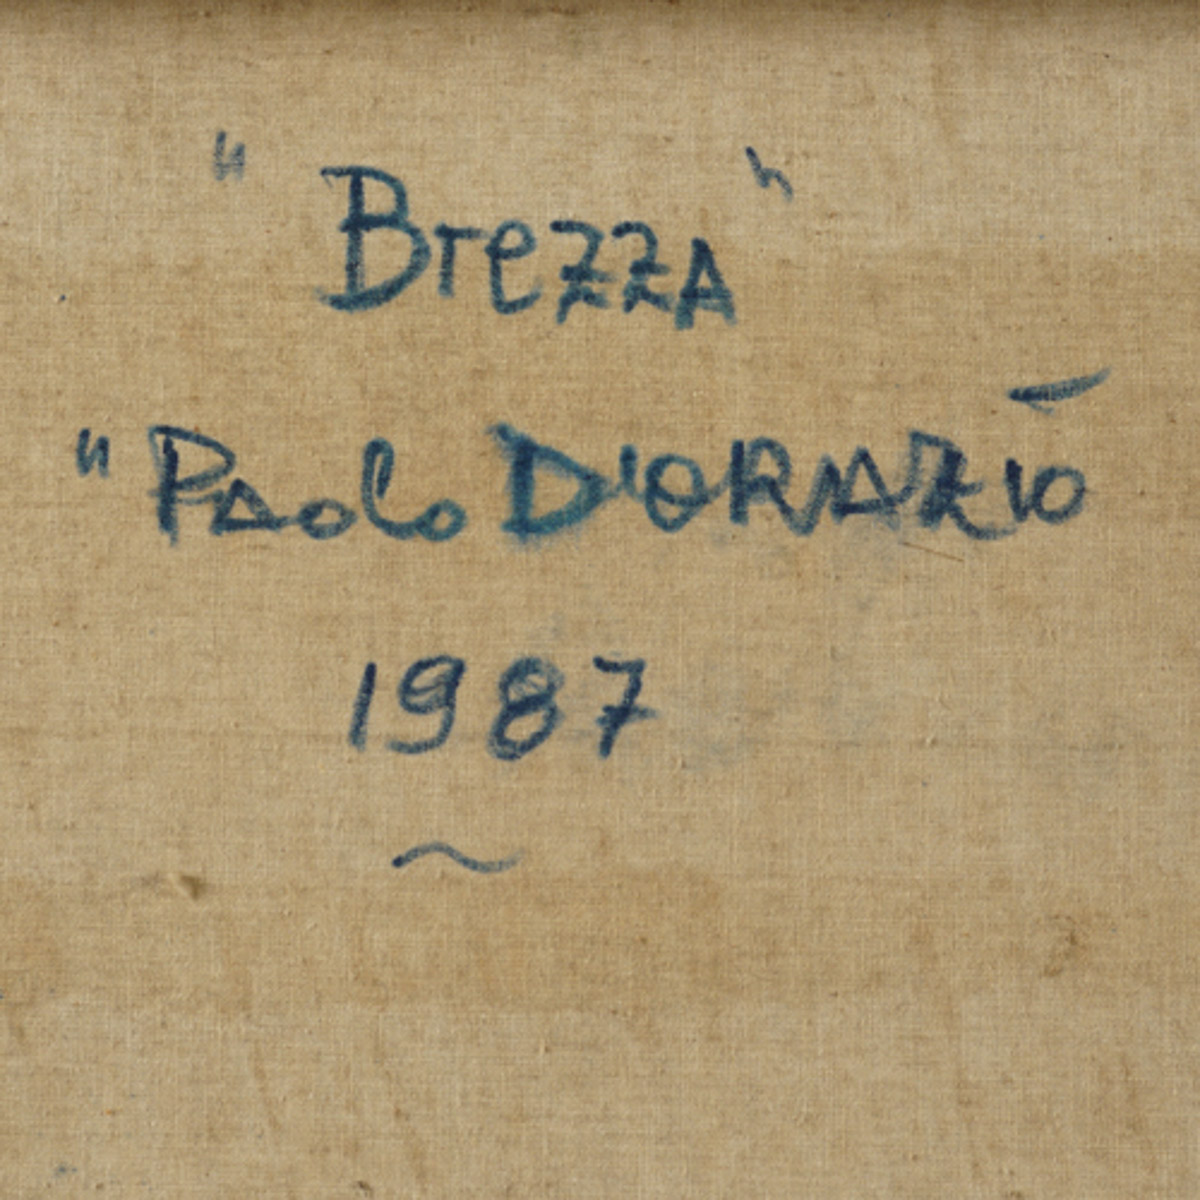 "BrezzA"
"PAolo D'ORAZIO
1987
~